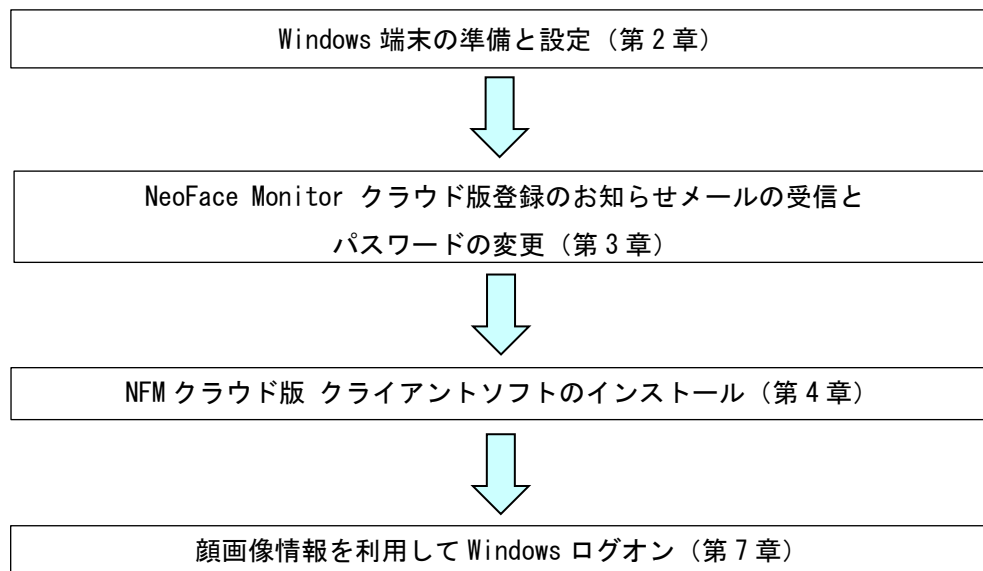 Windows 端末の準備と設定（第 2 章）
NeoFace Monitor クラウド版登録のお知らせメールの受信と
パスワードの変更（第 3 章）
NFM クラウド版 クライアントソフトのインストール（第 4 章）
顔画像情報を利用して Windows ログオン（第 7 章）